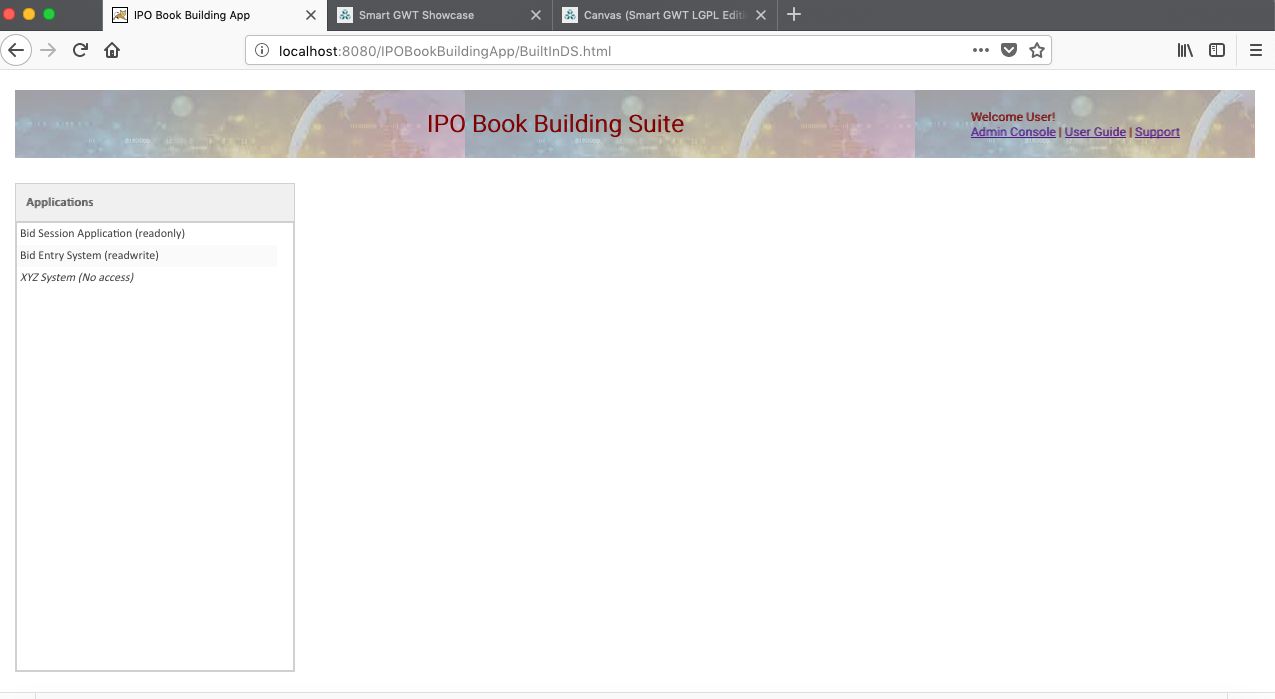 IPO Book Building App
Smart GWT Showcase
Canvas (Smart GWT LGPL Editi
localhost:8080/IPOBookBuildingApp/BuiltInDS.html
IPO Book Building Suite
Welcome User!
Admin Console | User Guide | Support
Applications
Bid Session Application (readonly)
Bid Entry System (readwrite)
XYZ System (No access)